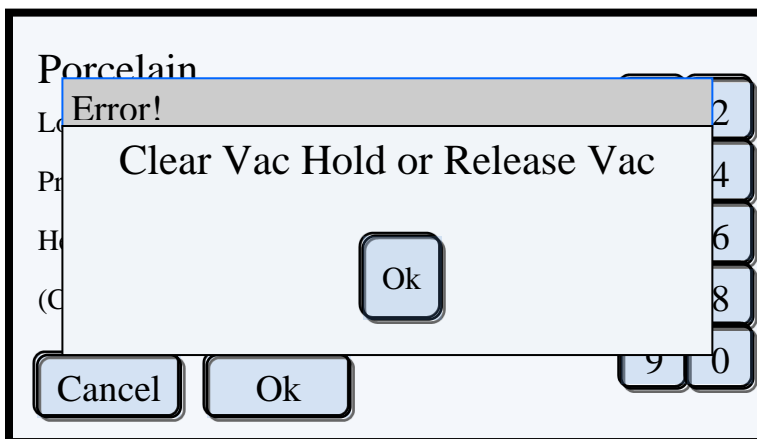 Porcelain
Error!
Clear Vac Hold or Release Vac
Ok
2
4
6
8
9 0
Cancel Ok